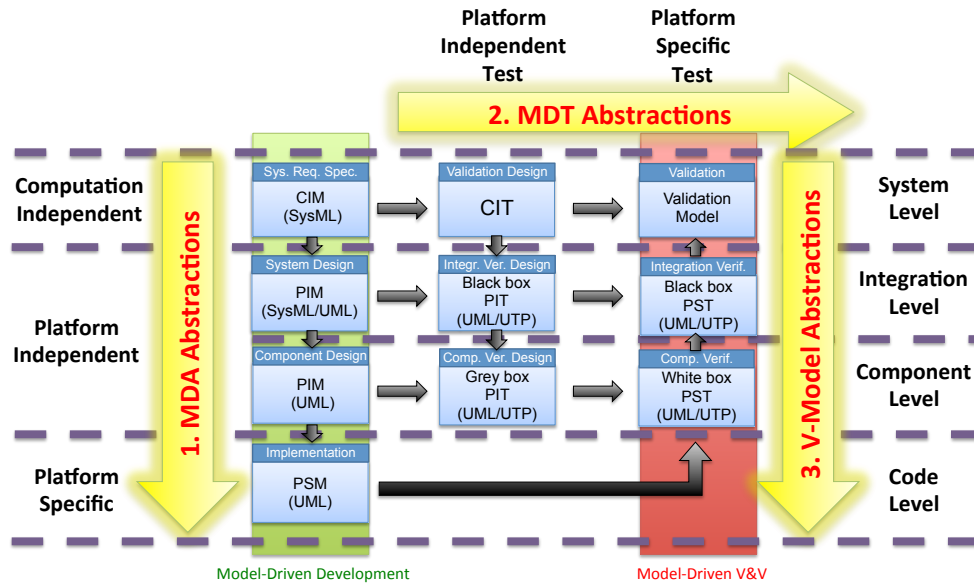 Platform
Independent
Test
Platform
Specific
Test
2. MDT Abstractions
Computation
Independent
Sys. Req. Spec.
CIM
(SysML)
Validation Design
CIT
Validation
Validation
Model
System
Level
1. MDA Abstractions
3. V-Model Abstractions
Platform
Independent
System Design
PIM
(SysML/UML)
Integr. Ver. Design
Black box
PIT
(UML/UTP)
Integration Verif.
Black box
PST
(UML/UTP)
Integration
Level
Component Design
PIM
(UML)
Comp. Ver. Design
Grey box
PIT
(UML/UTP)
Comp. Verif.
White box
PST
(UML/UTP)
Component
Level
Platform
Specific
Implementation
PSM
(UML)
Code
Level
Model-Driven Development
Model-Driven V&V